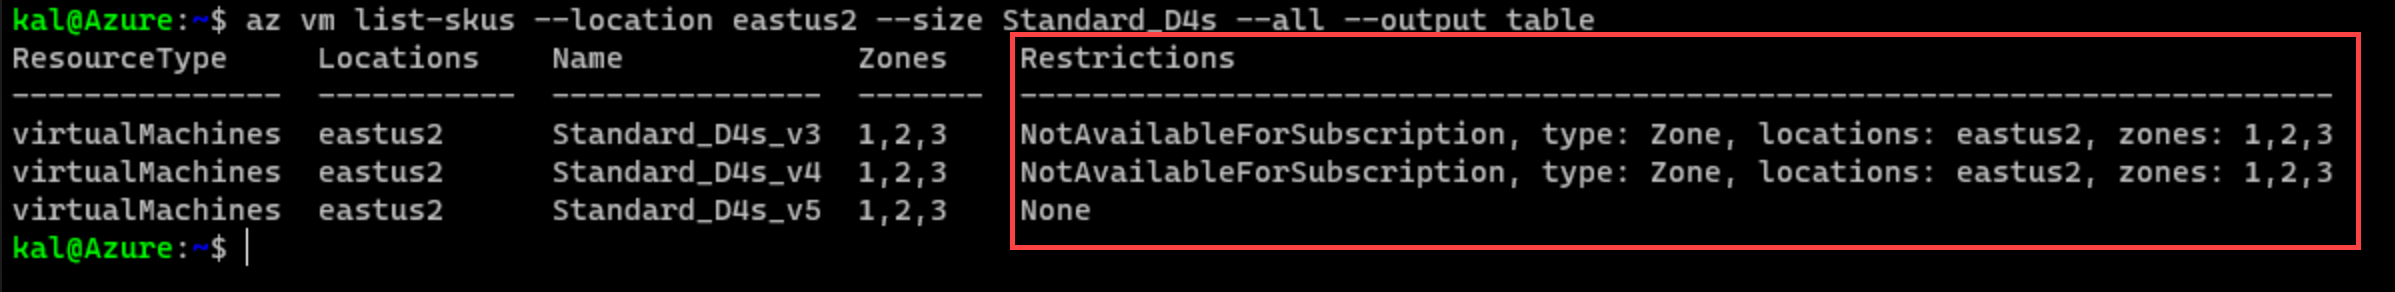 kal@Azure:~$ az vm list-skus --location eastus2 --size Standard_D4s --all --output table
ResourceType    Locations    Name             Zones    Restrictions
---------------  -----------  ---------------  -------  -------------------------------------------------------------------------
virtualMachines  eastus2      Standard_D4s_v3  1,2,3    NotAvailableForSubscription, type: Zone, locations: eastus2, zones: 1,2,3
virtualMachines  eastus2      Standard_D4s_v4  1,2,3    NotAvailableForSubscription, type: Zone, locations: eastus2, zones: 1,2,3
virtualMachines  eastus2      Standard_D4s_v5  1,2,3    None
kal@Azure:~$